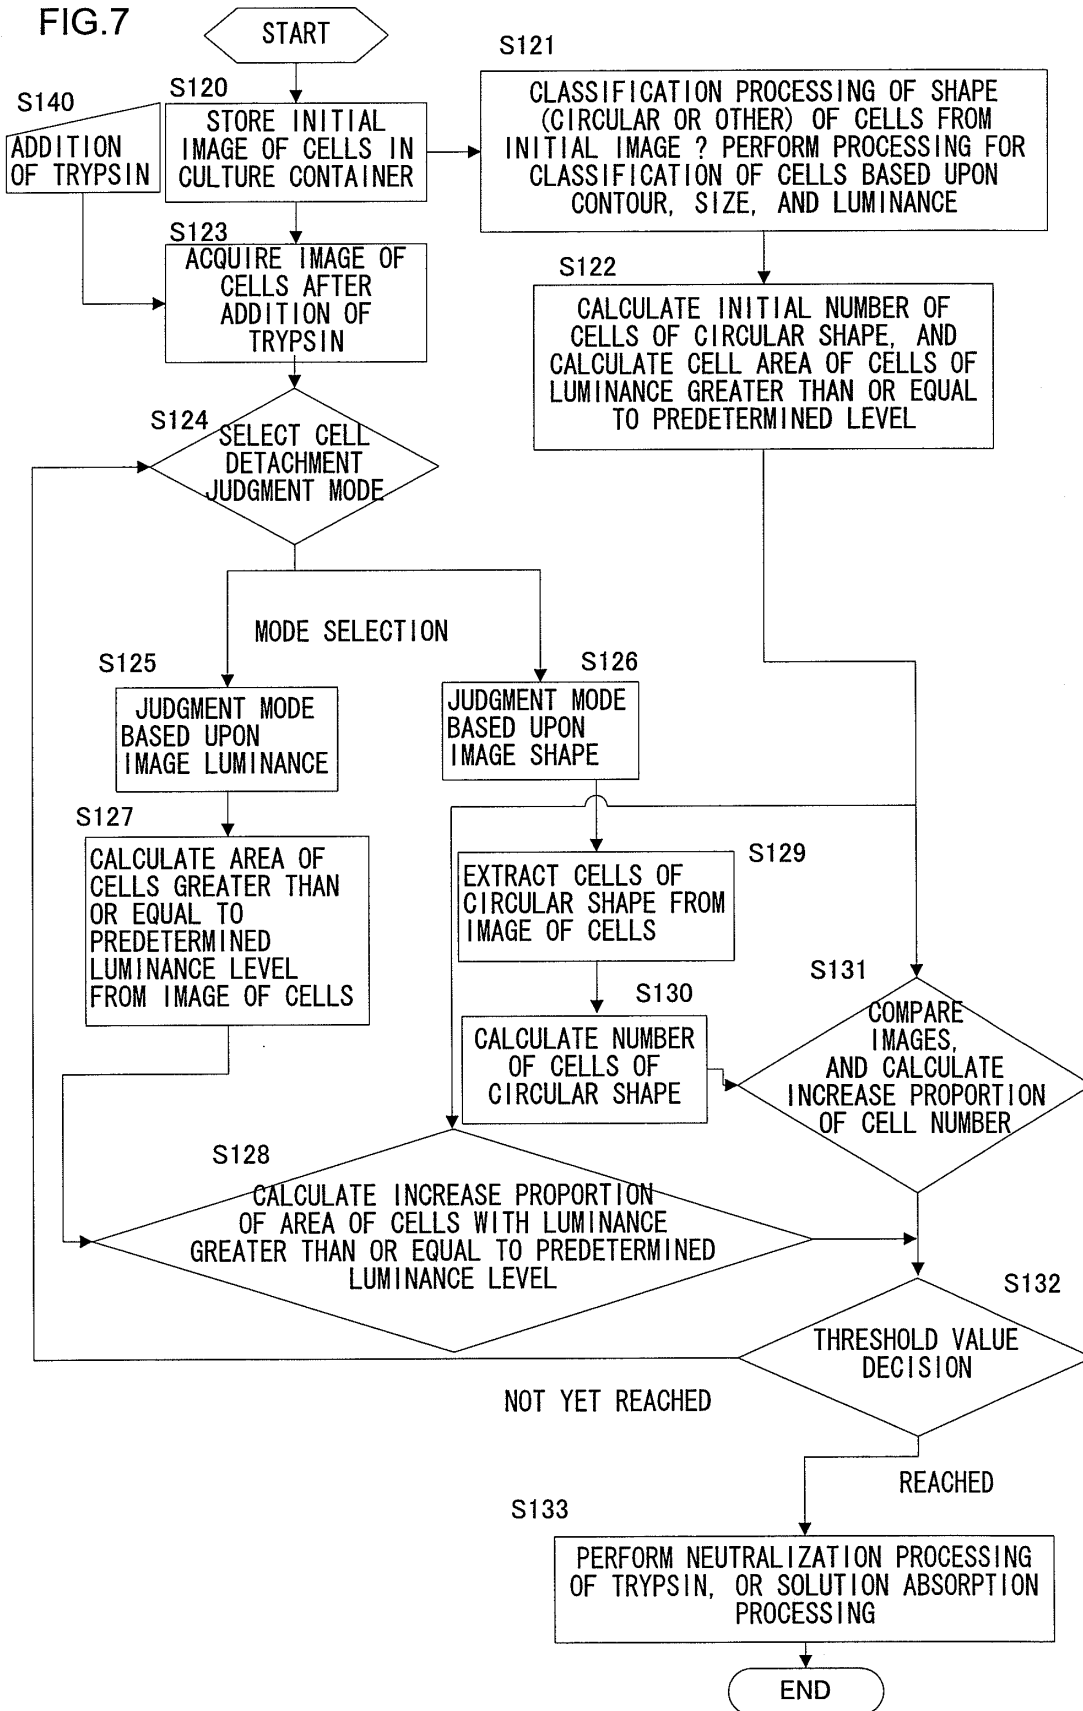 FIG.7
START
S140
ADDITION
OF TRYPSIN
S120
STORE INITIAL
IMAGE OF CELLS IN
CULTURE CONTAINER
S121
CLASSIFICATION PROCESSING OF SHAPE
(CIRCULAR OR OTHER) OF CELLS FROM
INITIAL IMAGE ? PERFORM PROCESSING FOR
CLASSIFICATION OF CELLS BASED UPON
CONTOUR, SIZE, AND LUMINANCE
S123
ACQUIRE IMAGE OF
CELLS AFTER
ADDITION OF
TRYPSIN
S122
CALCULATE INITIAL NUMBER OF
CELLS OF CIRCULAR SHAPE, AND
CALCULATE CELL AREA OF CELLS OF
LUMINANCE GREATER THAN OR EQUAL
TO PREDETERMINED LEVEL
S124
SELECT CELL
DETACHMENT
JUDGMENT MODE
MODE SELECTION
S125
JUDGMENT MODE
BASED UPON
IMAGE LUMINANCE
S126
JUDGMENT MODE
BASED UPON
IMAGE SHAPE
S127
CALCULATE AREA OF
CELLS GREATER THAN
OR EQUAL TO
PREDETERMINED
LUMINANCE LEVEL
FROM IMAGE OF CELLS
S129
EXTRACT CELLS OF
CIRCULAR SHAPE FROM
IMAGE OF CELLS
S130
CALCULATE NUMBER
OF CELLS OF
CIRCULAR SHAPE
S131
COMPARE
IMAGES,
AND CALCULATE
INCREASE PROPORTION
OF CELL NUMBER
S128
CALCULATE INCREASE PROPORTION
OF AREA OF CELLS WITH LUMINANCE
GREATER THAN OR EQUAL TO PREDETERMINED
LUMINANCE LEVEL
S132
THRESHOLD VALUE
DECISION
NOT YET REACHED
REACHED
S133
PERFORM NEUTRALIZATION PROCESSING
OF TRYPSIN, OR SOLUTION ABSORPTION
PROCESSING
END